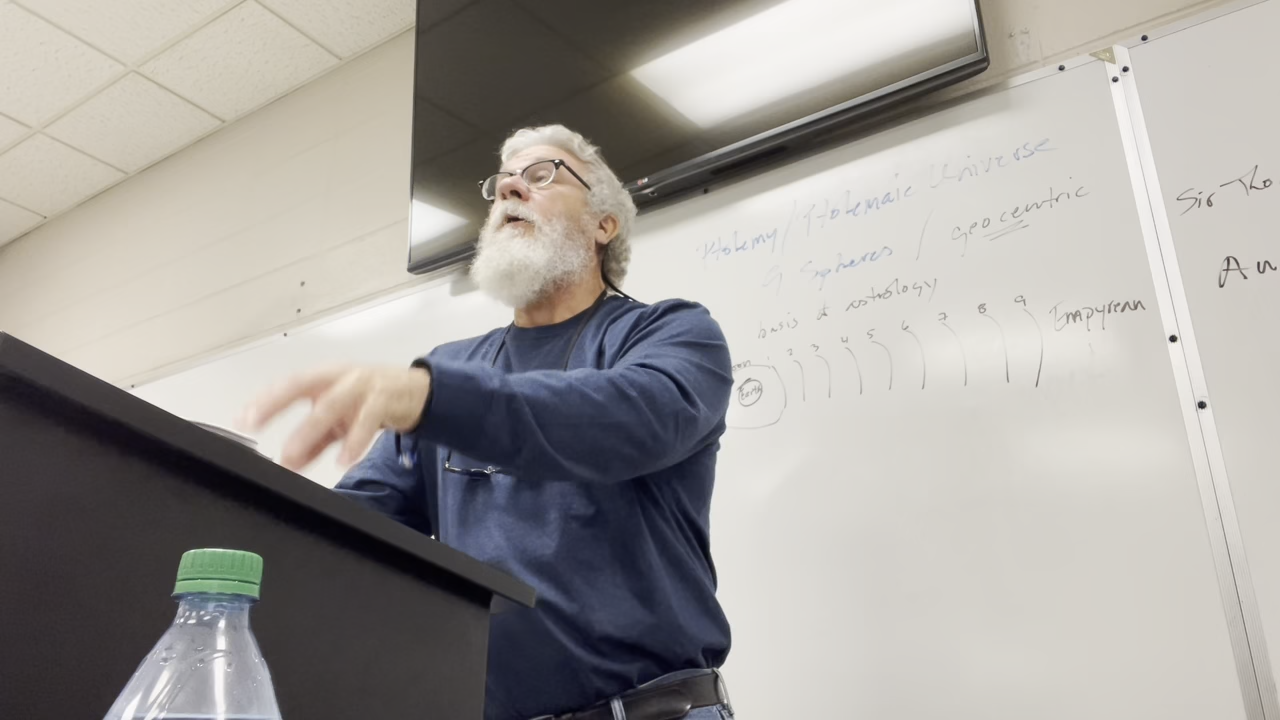 Ptolemy / Ptolemaic Universe
9 Spheres / geocentric
basis of astrology
2 3 4 5 6 7 8 9 Empyrean
Earth
Sir Tho
Au